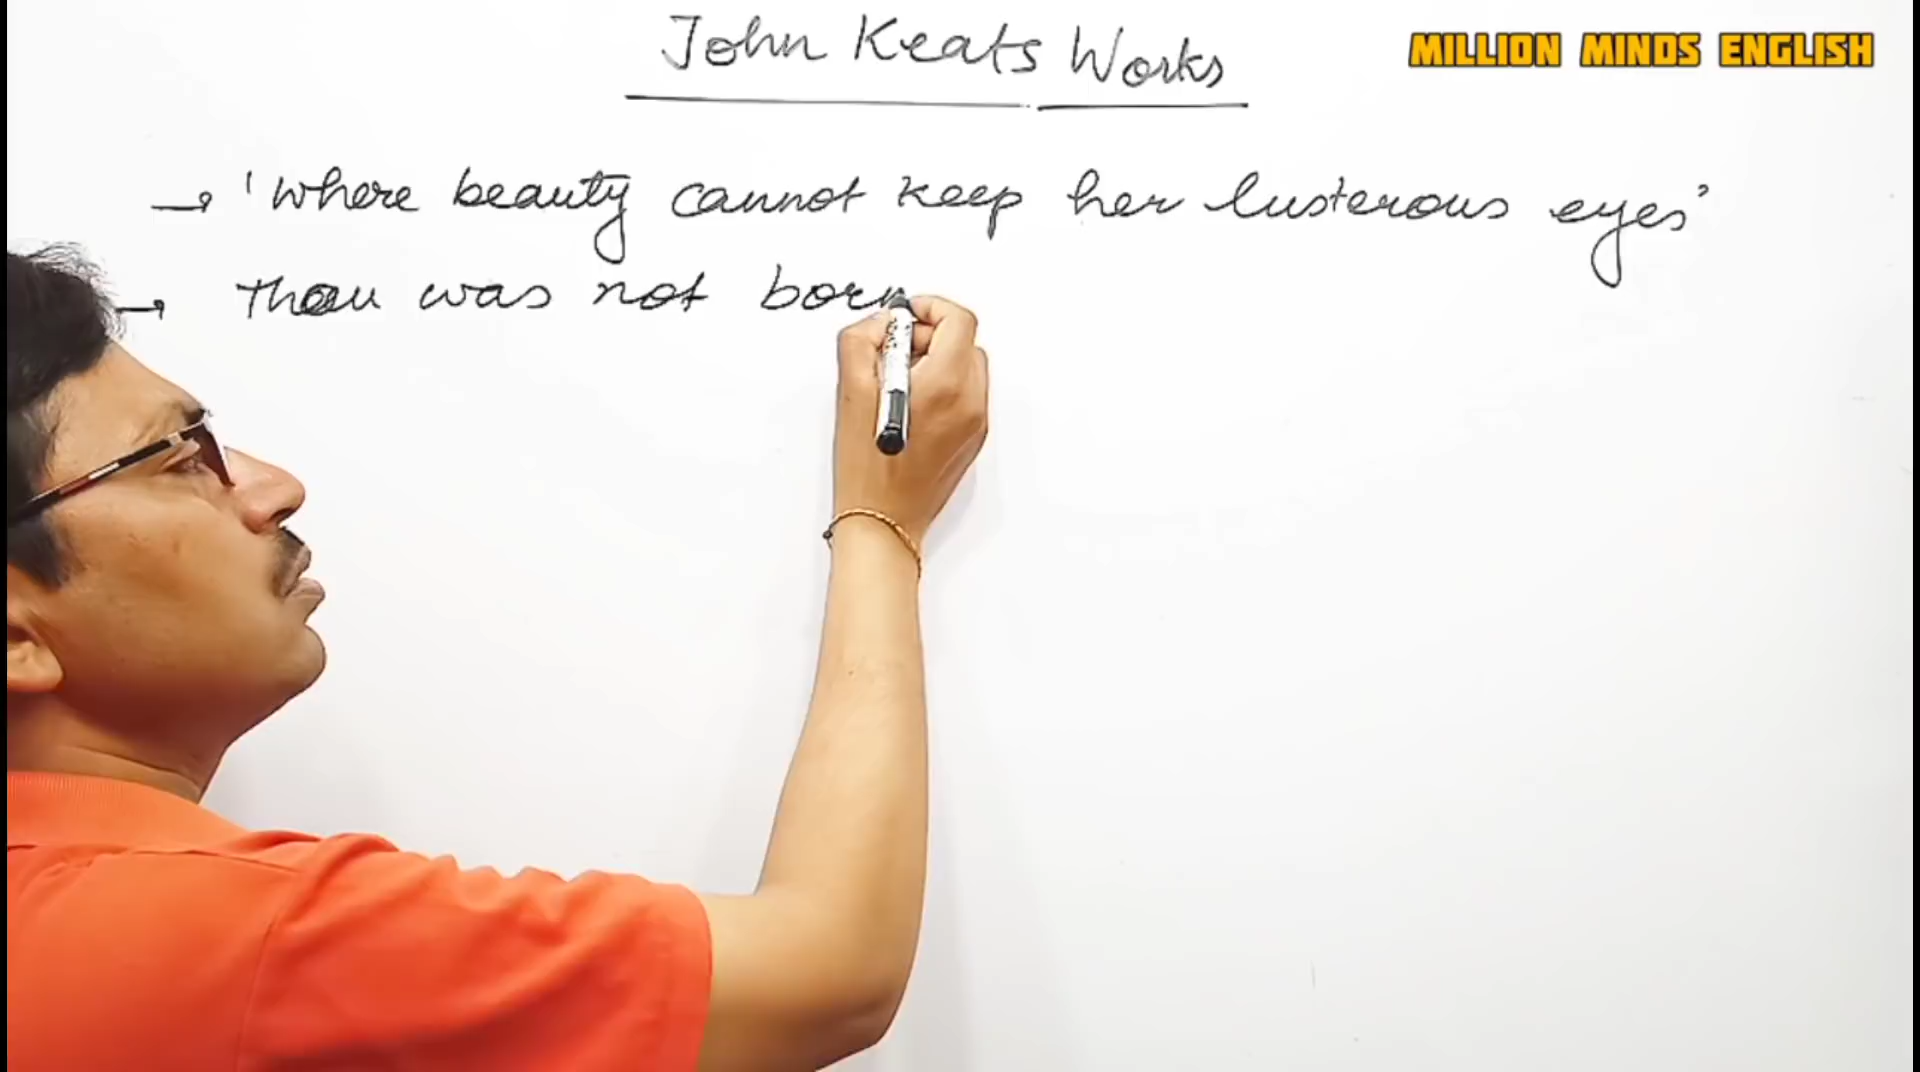 John Keats Works
MILLION MINDS ENGLISH
→ 'Where beauty cannot keep her lusterous eyes'
→ Thou was not born